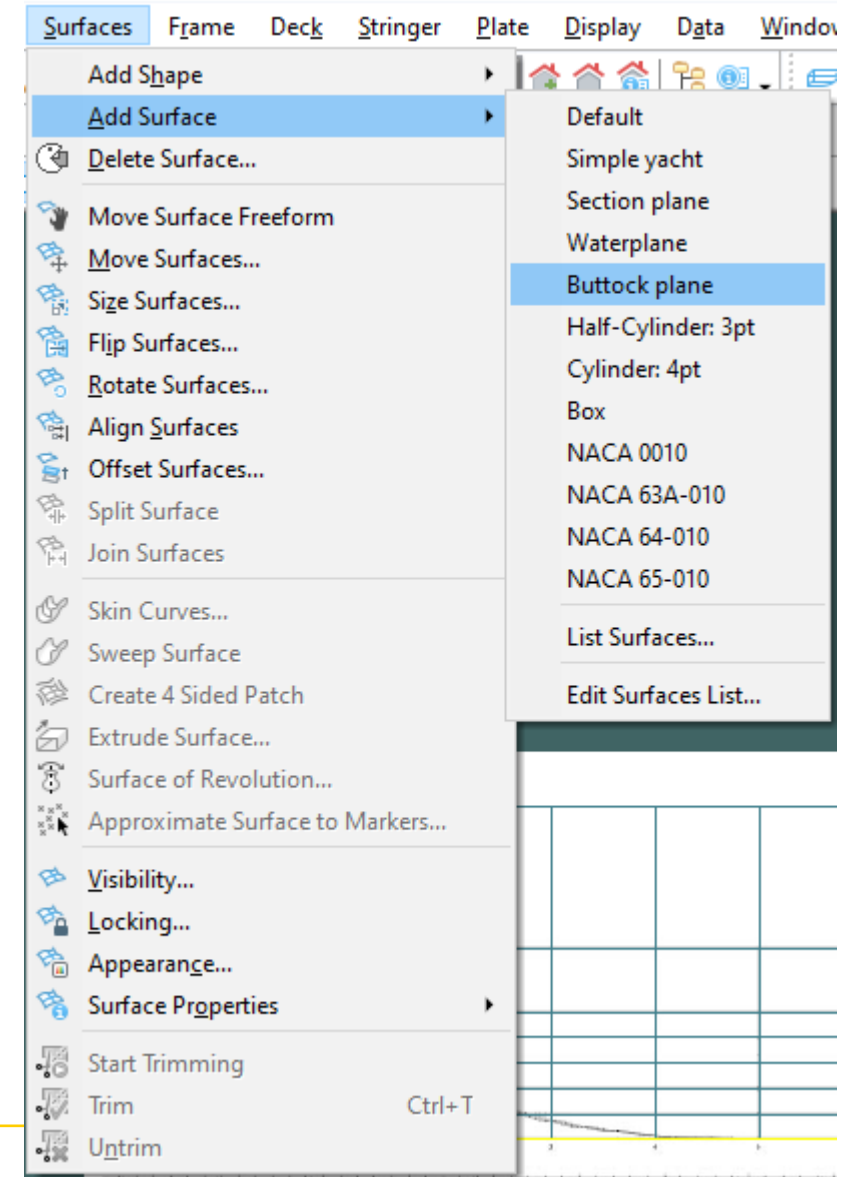 Surfaces Frame Deck Stringer Plate Display Data Window
Add Shape
Add Surface
Delete Surface...
Move Surface Freeform
Move Surfaces...
Size Surfaces...
Flip Surfaces...
Rotate Surfaces...
Align Surfaces
Offset Surfaces...
Split Surface
Join Surfaces
Skin Curves...
Sweep Surface
Create 4 Sided Patch
Extrude Surface...
Surface of Revolution...
Approximate Surface to Markers...
Visibility...
Locking...
Appearance...
Surface Properties
Start Trimming
Trim Ctrl+T
Untrim
Default
Simple yacht
Section plane
Waterplane
Buttock plane
Half-Cylinder: 3pt
Cylinder: 4pt
Box
NACA 0010
NACA 63A-010
NACA 64-010
NACA 65-010
List Surfaces...
Edit Surfaces List...